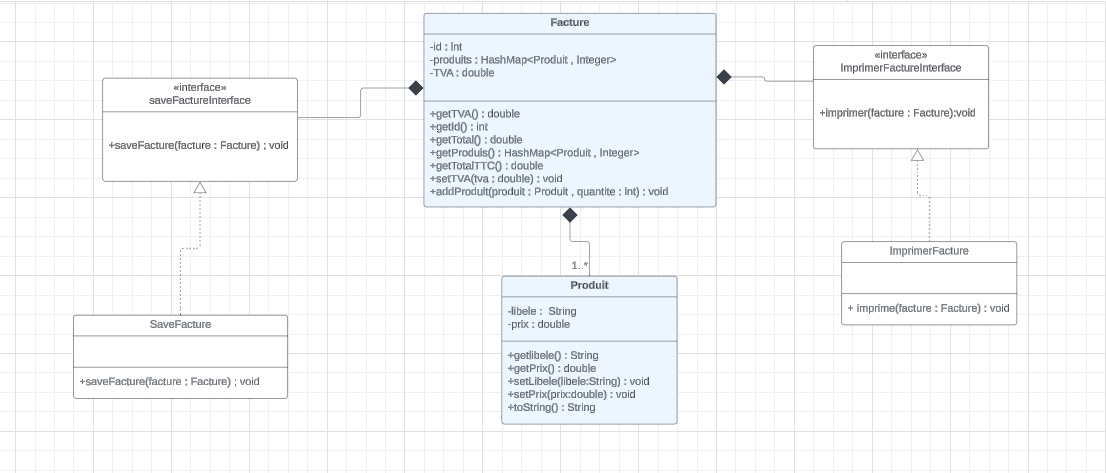 Facture
-id : int
-produits : HashMap<Produit , Integer>
-TVA : double
+getTVA() : double
+getId() : int
+getTotal() : double
+getProduis() : HashMap<Produit , Integer>
+getTotalTTC() : double
+setTVA(tva : double) : void
+addProduit(produit : Produit , quantite : int) : void
«interface»
saveFactureInterface
+saveFacture(facture : Facture) ; void
«interface»
ImprimerFactureInterface
+imprimer(facture : Facture):void
SaveFacture
+saveFacture(facture : Facture) ; void
1..*
Produit
-libele : String
-prix : double
+getlibele() : String
+getPrix() : double
+setLibele(libele:String) : void
+setPrix(prix:double) : void
+toString() : String
ImprimerFacture
+ imprime(facture : Facture) : void